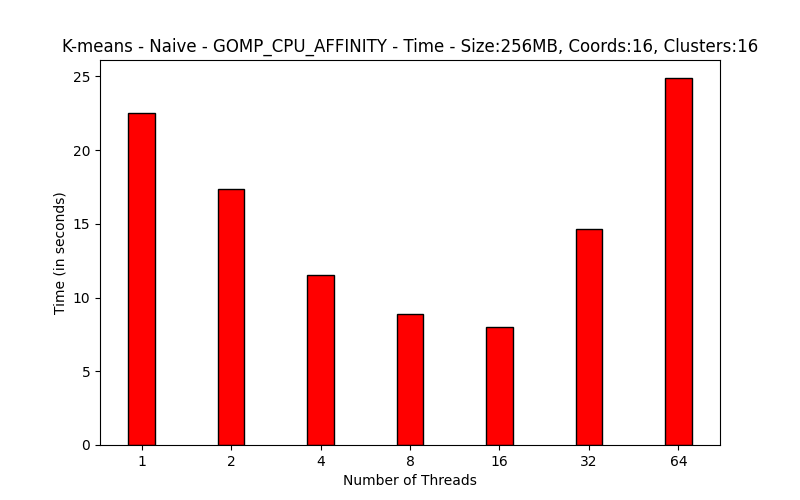 K-means - Naive - GOMP_CPU_AFFINITY - Time - Size:256MB, Coords:16, Clusters:16
25
20
15
10
5
0
Time (in seconds)
1 2 4 8 16 32 64
Number of Threads